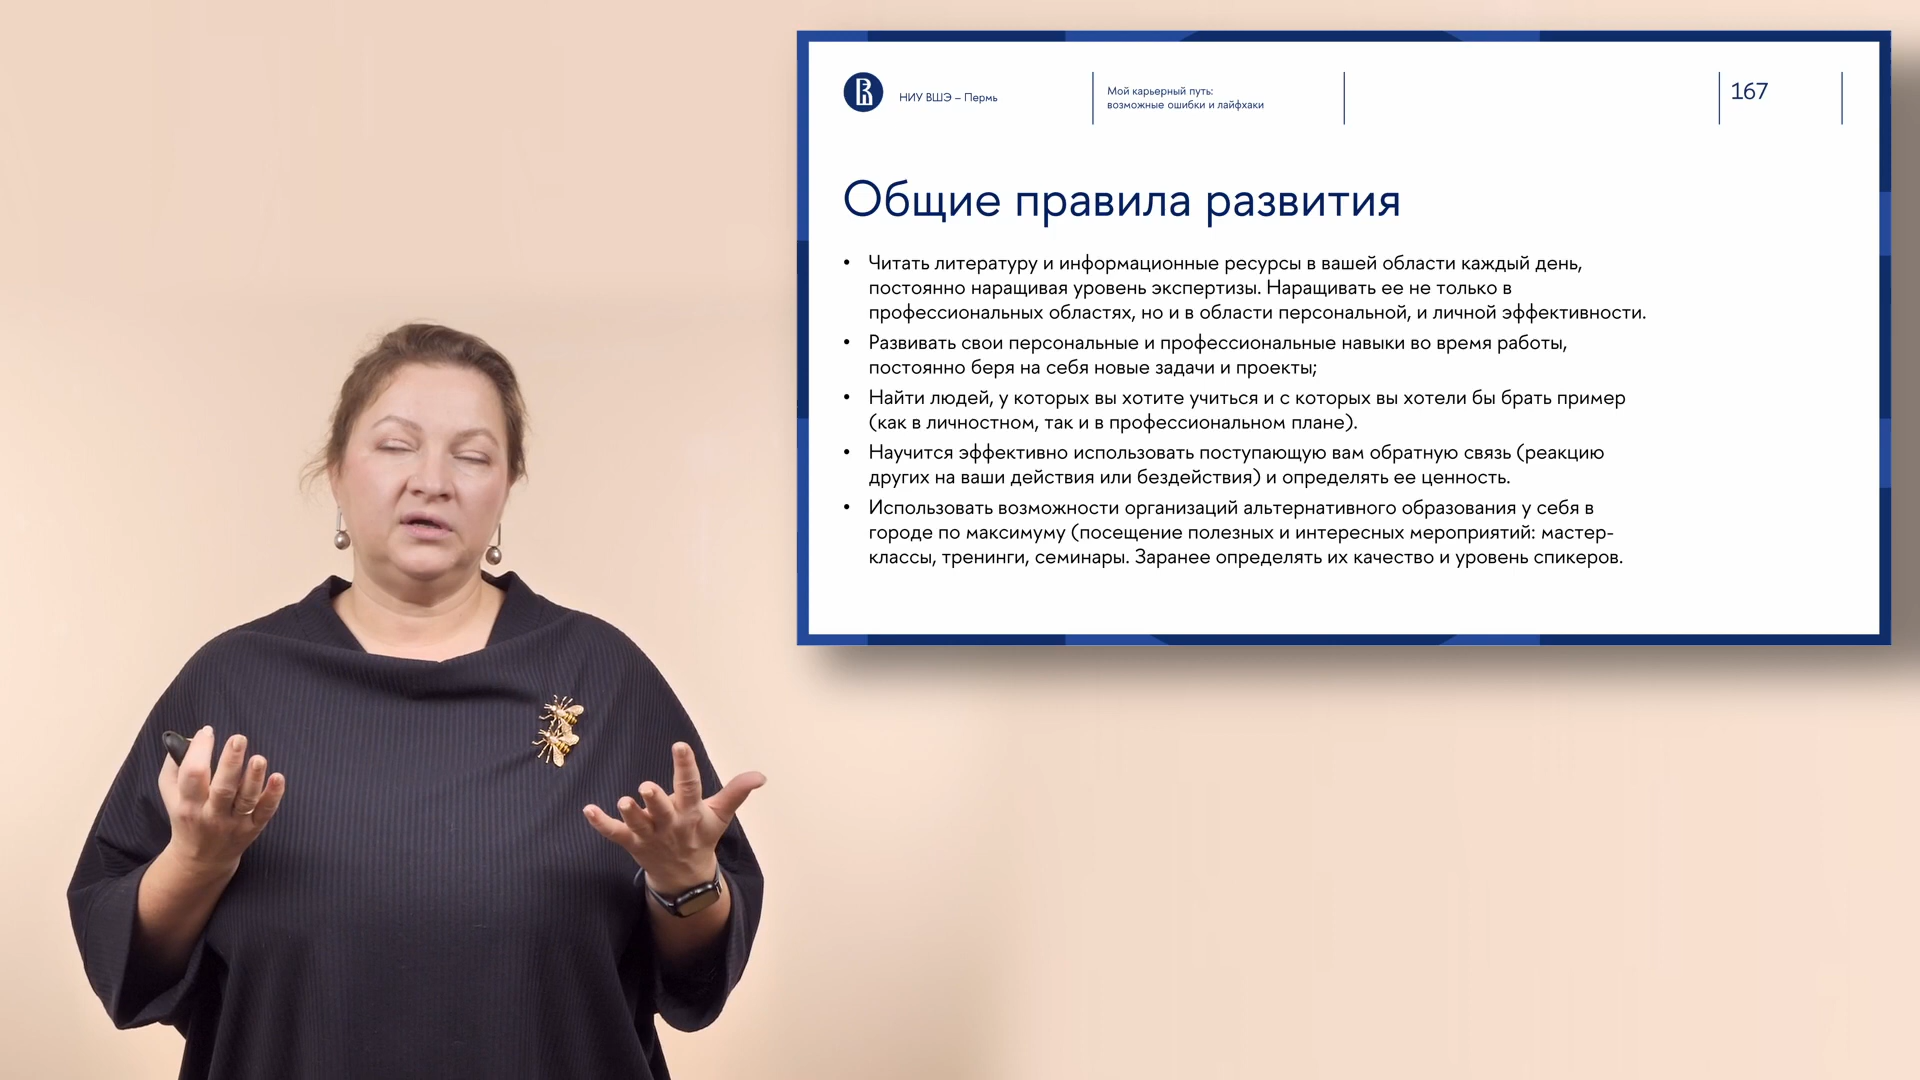 НИУ ВШЭ – Пермь
Мой карьерный путь:
возможные ошибки и лайфхаки
167
Общие правила развития
• Читать литературу и информационные ресурсы в вашей области каждый день,
постоянно наращивая уровень экспертизы. Наращивать ее не только в
профессиональных областях, но и в области персональной, и личной эффективности.
• Развивать свои персональные и профессиональные навыки во время работы,
постоянно беря на себя новые задачи и проекты;
• Найти людей, у которых вы хотите учиться и с которых вы хотели бы брать пример
(как в личностном, так и в профессиональном плане).
• Научится эффективно использовать поступающую вам обратную связь (реакцию
других на ваши действия или бездействия) и определять ее ценность.
• Использовать возможности организаций альтернативного образования у себя в
городе по максимуму (посещение полезных и интересных мероприятий: мастер-
классы, тренинги, семинары. Заранее определять их качество и уровень спикеров.